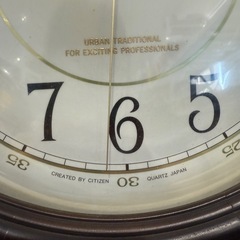 URBAN TRADITIONAL
FOR EXCITING PROFESSIONALS
7 6 5
35 30 25
CREATED BY CITIZEN QUARTZ JAPAN